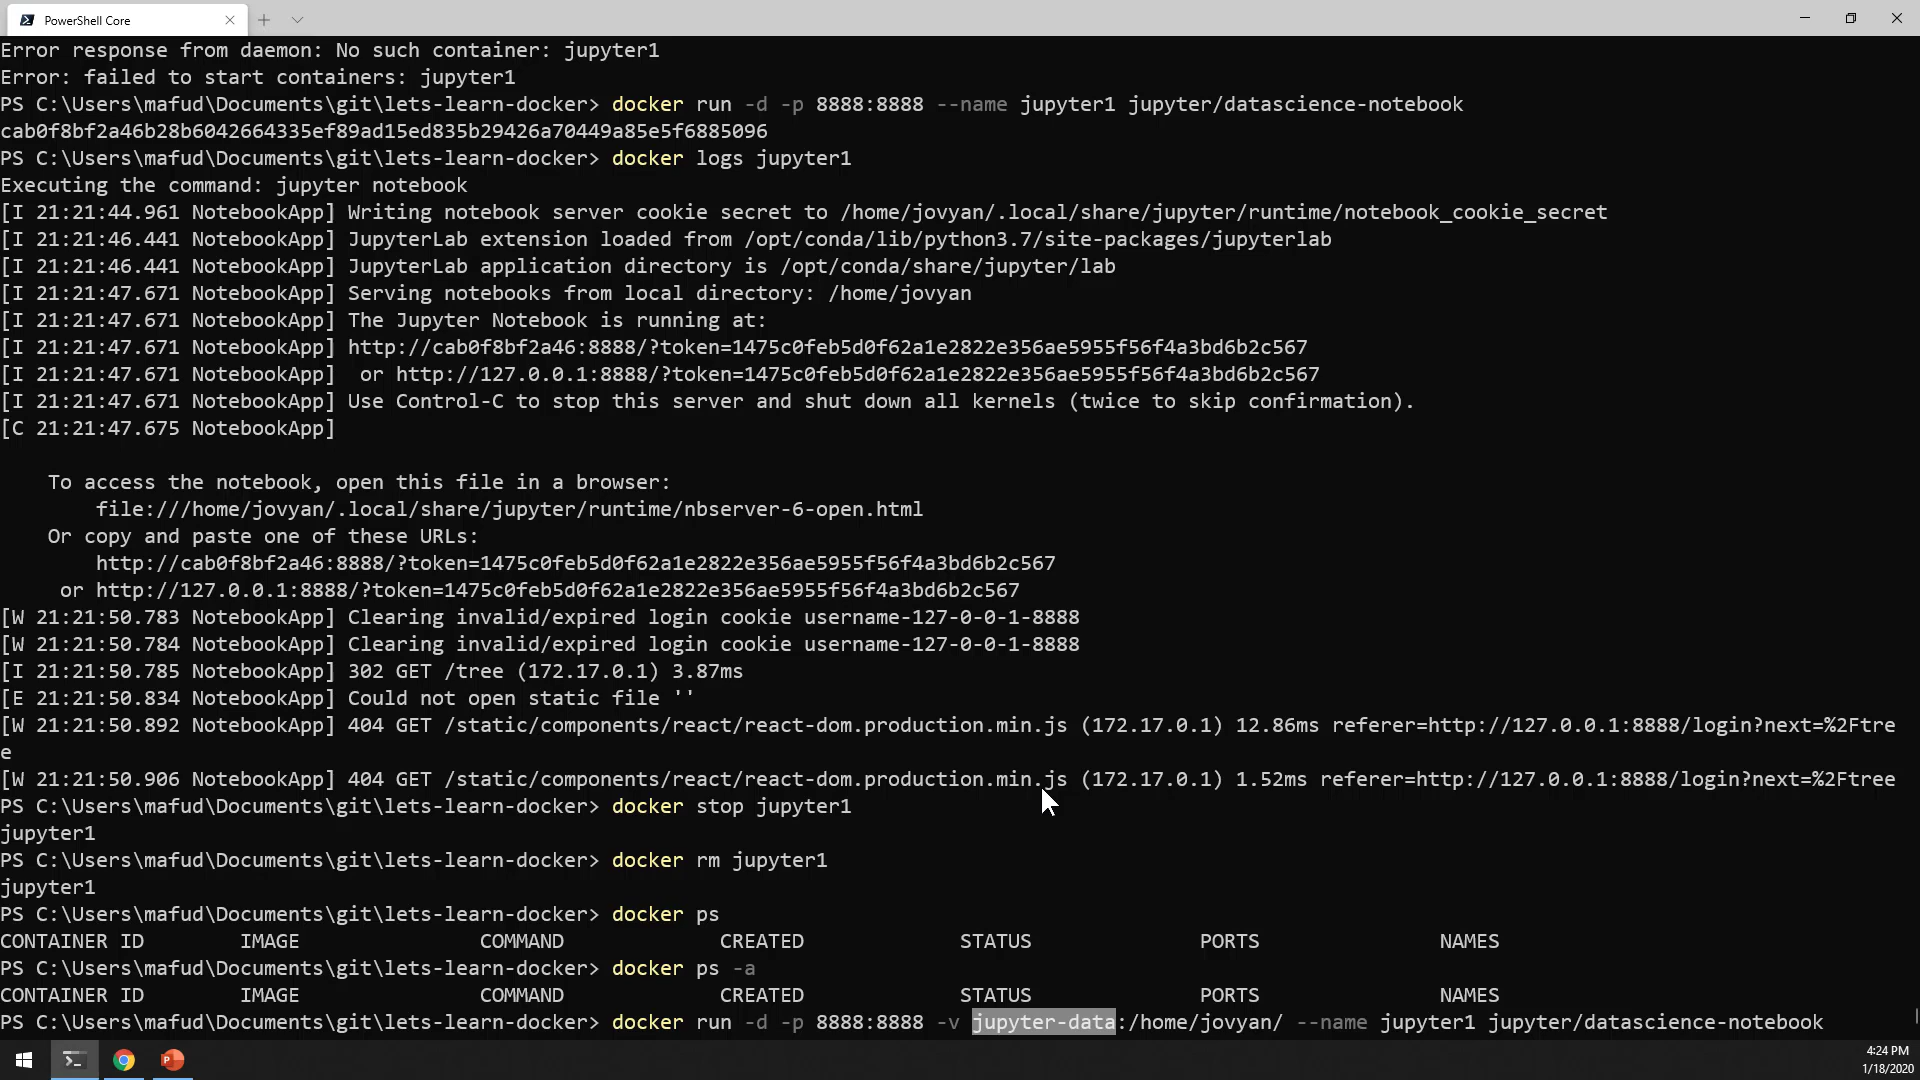 PowerShell Core
Error response from daemon: No such container: jupyter1
Error: failed to start containers: jupyter1
PS C:\Users\mafud\Documents\git\lets-learn-docker> docker run -d -p 8888:8888 --name jupyter1 jupyter/datascience-notebook
cab0f8bf2a46b28b6042664335ef89ad15ed835b29426a70449a85e5f6885096
PS C:\Users\mafud\Documents\git\lets-learn-docker> docker logs jupyter1
Executing the command: jupyter notebook
[I 21:21:44.961 NotebookApp] Writing notebook server cookie secret to /home/jovyan/.local/share/jupyter/runtime/notebook_cookie_secret
[I 21:21:46.441 NotebookApp] JupyterLab extension loaded from /opt/conda/lib/python3.7/site-packages/jupyterlab
[I 21:21:46.441 NotebookApp] JupyterLab application directory is /opt/conda/share/jupyter/lab
[I 21:21:47.671 NotebookApp] Serving notebooks from local directory: /home/jovyan
[I 21:21:47.671 NotebookApp] The Jupyter Notebook is running at:
[I 21:21:47.671 NotebookApp] http://cab0f8bf2a46:8888/?token=1475c0feb5d0f62a1e2822e356ae5955f56f4a3bd6b2c567
[I 21:21:47.671 NotebookApp]  or http://127.0.0.1:8888/?token=1475c0feb5d0f62a1e2822e356ae5955f56f4a3bd6b2c567
[I 21:21:47.671 NotebookApp] Use Control-C to stop this server and shut down all kernels (twice to skip confirmation).
[C 21:21:47.675 NotebookApp]
To access the notebook, open this file in a browser:
file:///home/jovyan/.local/share/jupyter/runtime/nbserver-6-open.html
Or copy and paste one of these URLs:
http://cab0f8bf2a46:8888/?token=1475c0feb5d0f62a1e2822e356ae5955f56f4a3bd6b2c567
or http://127.0.0.1:8888/?token=1475c0feb5d0f62a1e2822e356ae5955f56f4a3bd6b2c567
[W 21:21:50.783 NotebookApp] Clearing invalid/expired login cookie username-127-0-0-1-8888
[W 21:21:50.784 NotebookApp] Clearing invalid/expired login cookie username-127-0-0-1-8888
[I 21:21:50.785 NotebookApp] 302 GET /tree (172.17.0.1) 3.87ms
[E 21:21:50.834 NotebookApp] Could not open static file ''
[W 21:21:50.892 NotebookApp] 404 GET /static/components/react/react-dom.production.min.js (172.17.0.1) 12.86ms referer=http://127.0.0.1:8888/login?next=%2Ftre
e
[W 21:21:50.906 NotebookApp] 404 GET /static/components/react/react-dom.production.min.js (172.17.0.1) 1.52ms referer=http://127.0.0.1:8888/login?next=%2Ftree
PS C:\Users\mafud\Documents\git\lets-learn-docker> docker stop jupyter1
jupyter1
PS C:\Users\mafud\Documents\git\lets-learn-docker> docker rm jupyter1
jupyter1
PS C:\Users\mafud\Documents\git\lets-learn-docker> docker ps
CONTAINER ID        IMAGE               COMMAND             CREATED             STATUS              PORTS               NAMES
PS C:\Users\mafud\Documents\git\lets-learn-docker> docker ps -a
CONTAINER ID        IMAGE               COMMAND             CREATED             STATUS              PORTS               NAMES
PS C:\Users\mafud\Documents\git\lets-learn-docker> docker run -d -p 8888:8888 -v jupyter-data:/home/jovyan/ --name jupyter1 jupyter/datascience-notebook
4:24 PM
1/18/2020